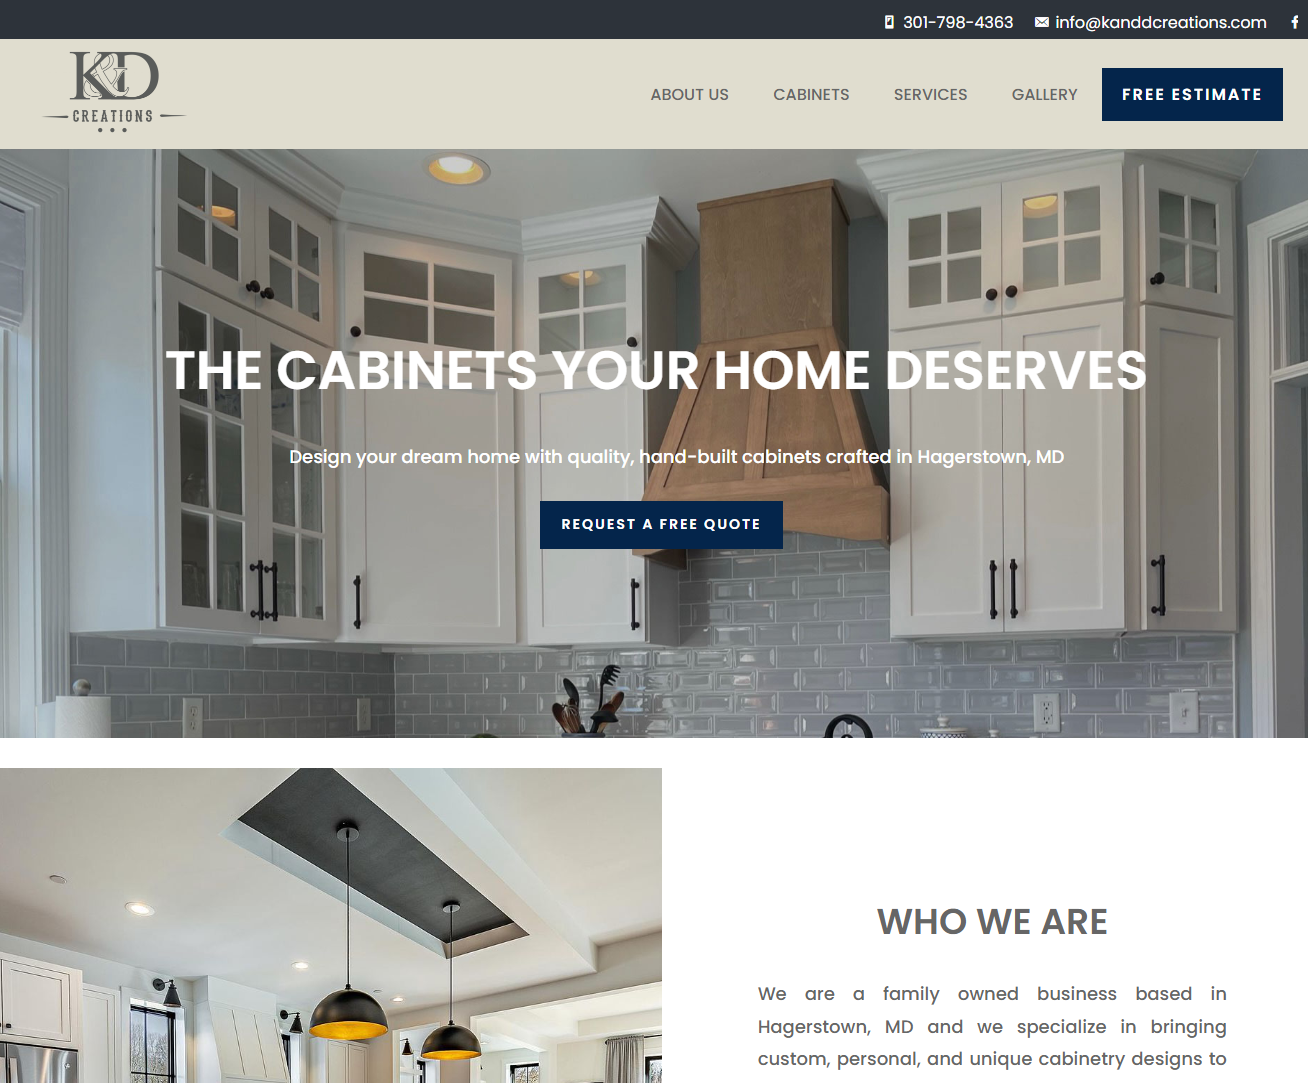 301-798-4363 info@kanddcreations.com
K&D
CREATIONS
ABOUT US CABINETS SERVICES GALLERY FREE ESTIMATE
THE CABINETS YOUR HOME DESERVES
Design your dream home with quality, hand-built cabinets crafted in Hagerstown, MD
REQUEST A FREE QUOTE
WHO WE ARE
We are a family owned business based in
Hagerstown, MD and we specialize in bringing
custom, personal, and unique cabinetry designs to